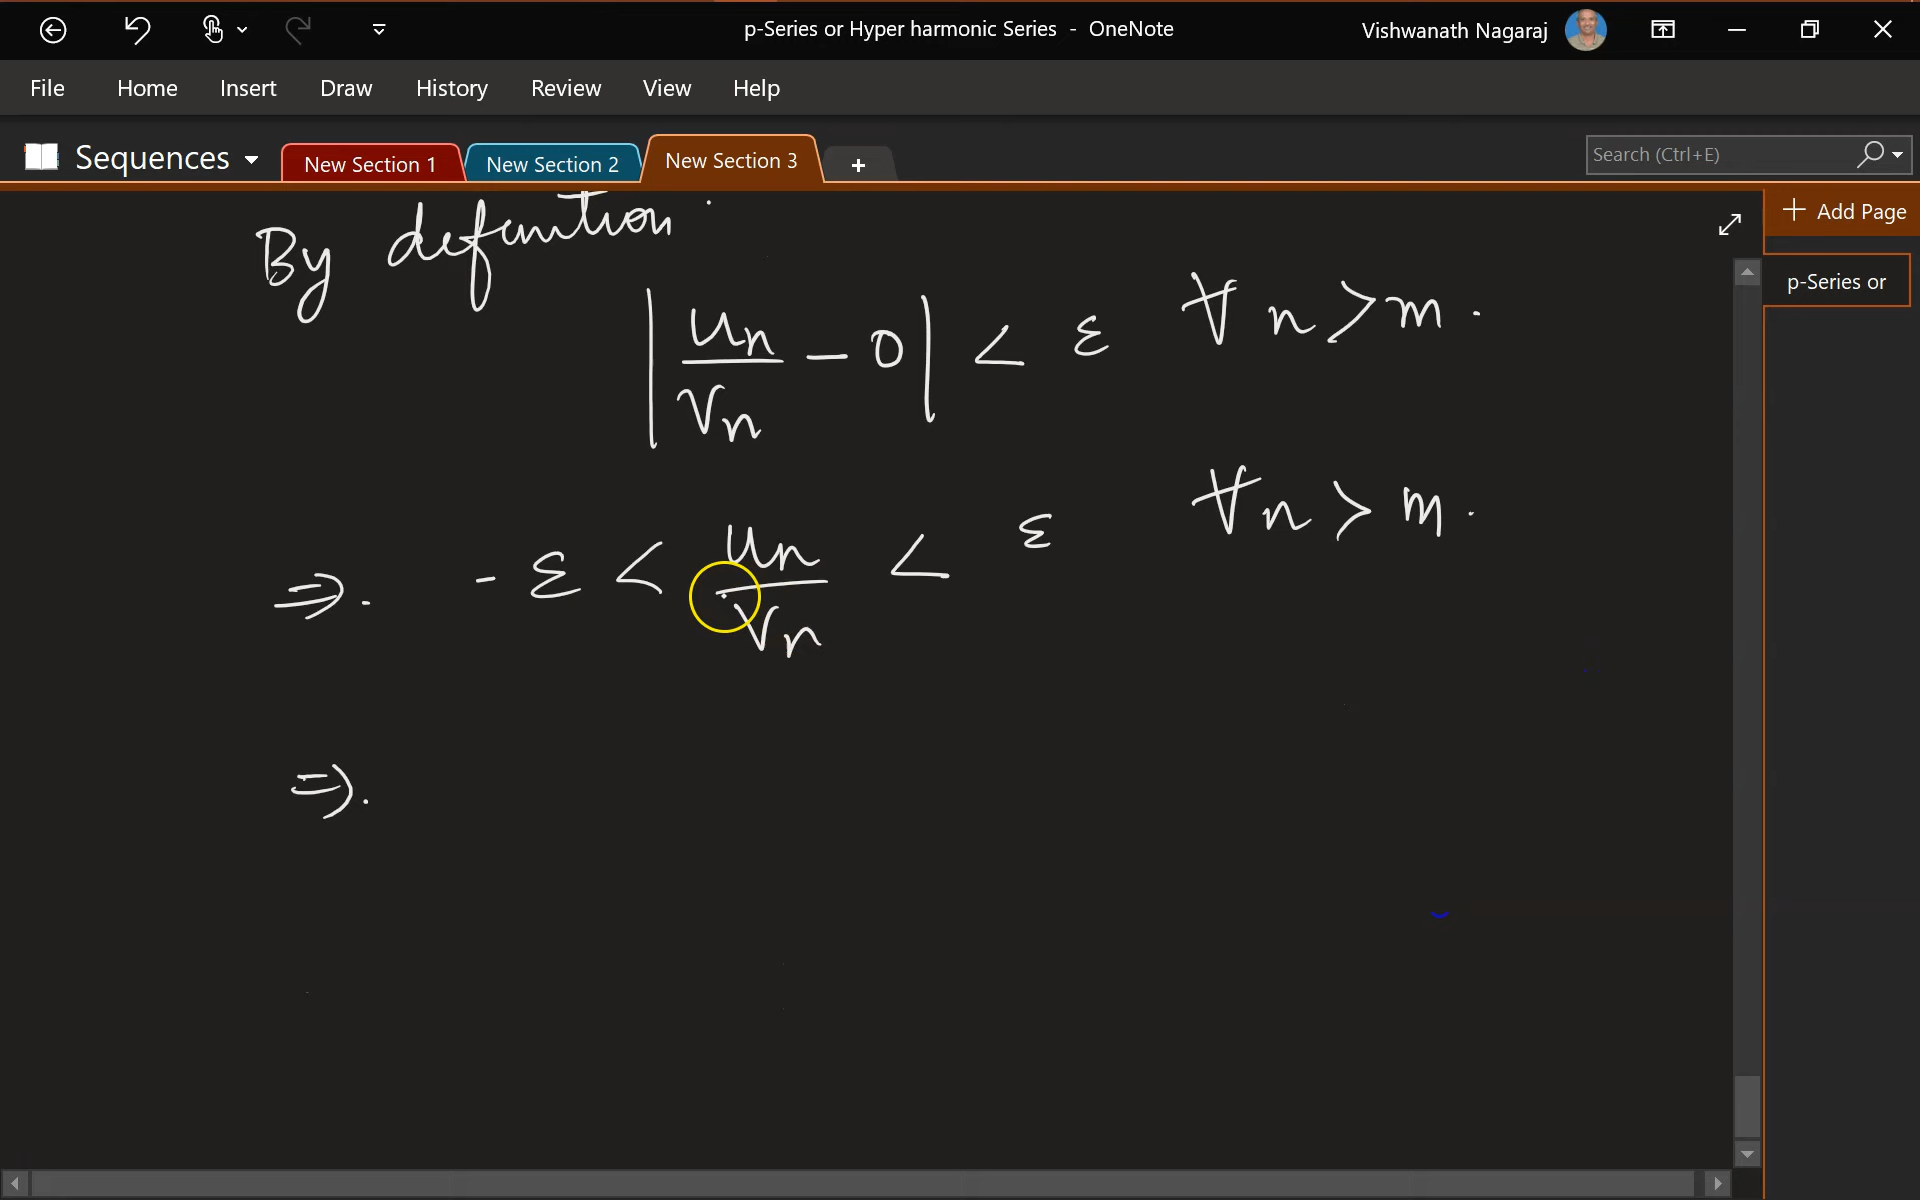 p-Series or Hyper harmonic Series - OneNote
Vishwanath Nagaraj
File Home Insert Draw History Review View Help
Sequences New Section 1 New Section 2 New Section 3 +
Search (Ctrl+E)
+ Add Page
p-Series or
By defenition.
|un/vn − 0| < ε ∀ n > m.
⇒. - ε < un/vn < ε ∀n > m.
⇒.